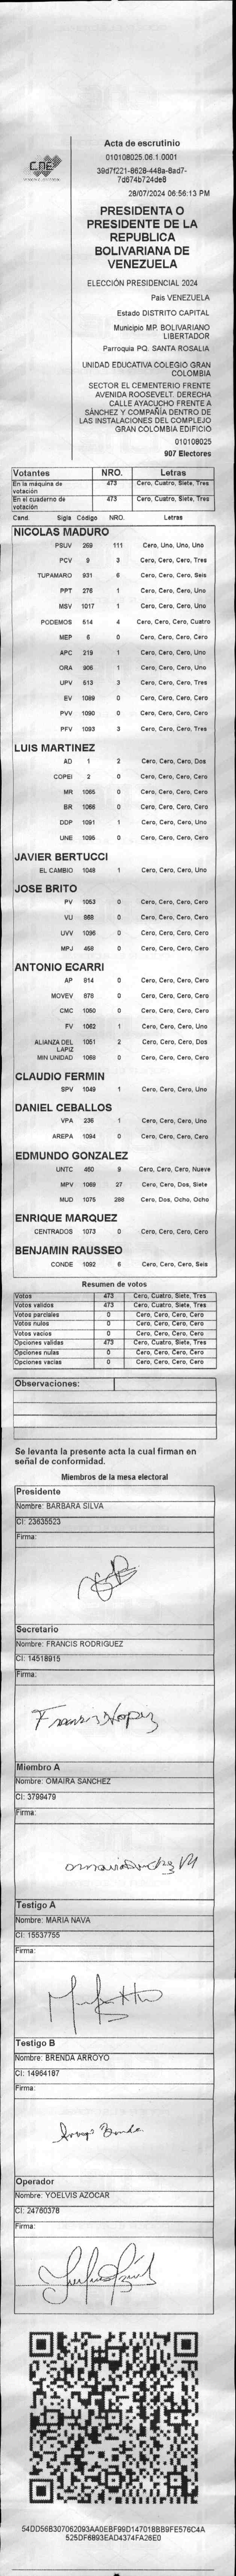 CNE
Acta de escrutinio
010108025.06.1.0001
39d7f221-8628-448a-8ad7-
7d674b724de8
28/07/2024 06:56:13 PM
PRESIDENTA O
PRESIDENTE DE LA
REPUBLICA
BOLIVARIANA DE
VENEZUELA
ELECCIÓN PRESIDENCIAL 2024
Pais VENEZUELA
Estado DISTRITO CAPITAL
Municipio MP. BOLIVARIANO
LIBERTADOR
Parroquia PQ. SANTA ROSALIA
UNIDAD EDUCATIVA COLEGIO GRAN
COLOMBIA
SECTOR EL CEMENTERIO FRENTE
AVENIDA ROOSEVELT. DERECHA
CALLE AYACUCHO FRENTE A
SÁNCHEZ Y COMPAÑÍA DENTRO DE
LAS INSTALACIONES DEL COMPLEJO
GRAN COLOMBIA EDIFICIO
010108025
907 Electores
Votantes NRO. Letras
En la máquina de votación 473 Cero, Cuatro, Siete, Tres
En el cuaderno de votación 473 Cero, Cuatro, Siete, Tres
Cand. Sigla Código NRO. Letras
NICOLAS MADURO
PSUV 269 111 Cero, Uno, Uno, Uno
PCV 9 3 Cero, Cero, Cero, Tres
TUPAMARO 931 6 Cero, Cero, Cero, Seis
PPT 276 1 Cero, Cero, Cero, Uno
MSV 1017 1 Cero, Cero, Cero, Uno
PODEMOS 514 4 Cero, Cero, Cero, Cuatro
MEP 6 0 Cero, Cero, Cero, Cero
APC 219 1 Cero, Cero, Cero, Uno
ORA 906 1 Cero, Cero, Cero, Uno
UPV 613 3 Cero, Cero, Cero, Tres
EV 1089 0 Cero, Cero, Cero, Cero
PVV 1090 0 Cero, Cero, Cero, Cero
PFV 1093 3 Cero, Cero, Cero, Tres
LUIS MARTINEZ
AD 1 2 Cero, Cero, Cero, Dos
COPEI 2 0 Cero, Cero, Cero, Cero
MR 1065 0 Cero, Cero, Cero, Cero
BR 1066 0 Cero, Cero, Cero, Cero
DDP 1091 1 Cero, Cero, Cero, Uno
UNE 1095 0 Cero, Cero, Cero, Cero
JAVIER BERTUCCI
EL CAMBIO 1048 1 Cero, Cero, Cero, Uno
JOSE BRITO
PV 1053 0 Cero, Cero, Cero, Cero
VU 868 0 Cero, Cero, Cero, Cero
UVV 1096 0 Cero, Cero, Cero, Cero
MPJ 458 0 Cero, Cero, Cero, Cero
ANTONIO ECARRI
AP 914 0 Cero, Cero, Cero, Cero
MOVEV 878 0 Cero, Cero, Cero, Cero
CMC 1050 0 Cero, Cero, Cero, Cero
FV 1062 1 Cero, Cero, Cero, Uno
ALIANZA DEL LAPIZ 1051 2 Cero, Cero, Cero, Dos
MIN UNIDAD 1088 0 Cero, Cero, Cero, Cero
CLAUDIO FERMIN
SPV 1049 1 Cero, Cero, Cero, Uno
DANIEL CEBALLOS
VPA 236 1 Cero, Cero, Cero, Uno
AREPA 1094 0 Cero, Cero, Cero, Cero
EDMUNDO GONZALEZ
UNTC 460 9 Cero, Cero, Cero, Nueve
MPV 1069 27 Cero, Cero, Dos, Siete
MUD 1075 288 Cero, Dos, Ocho, Ocho
ENRIQUE MARQUEZ
CENTRADOS 1073 0 Cero, Cero, Cero, Cero
BENJAMIN RAUSSEO
CONDE 1092 6 Cero, Cero, Cero, Seis
Resumen de votos
Votos 473 Cero, Cuatro, Siete, Tres
Votos validos 473 Cero, Cuatro, Siete, Tres
Votos parciales 0 Cero, Cero, Cero, Cero
Votos nulos 0 Cero, Cero, Cero, Cero
Votos vacios 0 Cero, Cero, Cero, Cero
Opciones validas 473 Cero, Cuatro, Siete, Tres
Opciones nulas 0 Cero, Cero, Cero, Cero
Opciones vacias 0 Cero, Cero, Cero, Cero
Observaciones:
Se levanta la presente acta la cual firman en
señal de conformidad.
Miembros de la mesa electoral
Presidente
Nombre: BARBARA SILVA
CI: 23635523
Firma:
Secretario
Nombre: FRANCIS RODRIGUEZ
CI: 14518915
Firma:
Francis Lopez
Miembro A
Nombre: OMAIRA SANCHEZ
CI: 3799479
Firma:
Omaira Sanchez M
Testigo A
Nombre: MARIA NAVA
CI: 15537755
Firma:
Testigo B
Nombre: BRENDA ARROYO
CI: 14964187
Firma:
Arroyo Brenda
Operador
Nombre: YOELVIS AZOCAR
CI: 24760378
Firma:
54DD56B307062093AA0EBF99D147018BB9FE576C4A
525DF6893EAD4374FA26E0